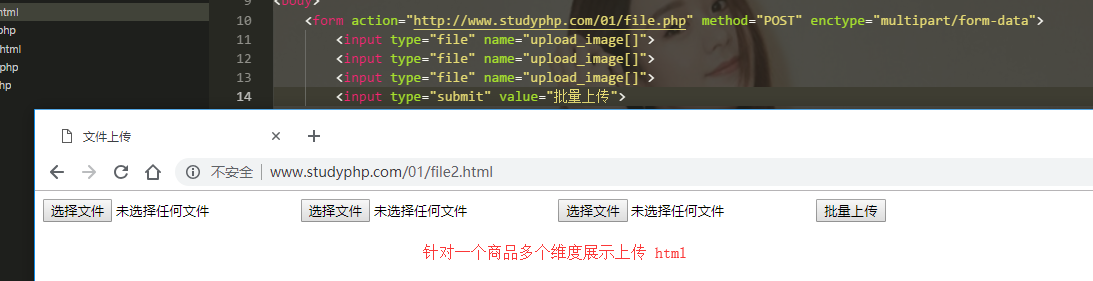 9 <body>
html
10 <form action="http://www.studyphp.com/01/file.php" method="POST" enctype="multipart/form-data">
php
11 <input type="file" name="upload_image[]">
html
12 <input type="file" name="upload_image[]">
php
13 <input type="file" name="upload_image[]">
php
14 <input type="submit" value="批量上传">
文件上传
不安全 www.studyphp.com/01/file2.html
选择文件 未选择任何文件 选择文件 未选择任何文件 选择文件 未选择任何文件 批量上传
针对一个商品多个维度展示上传 html